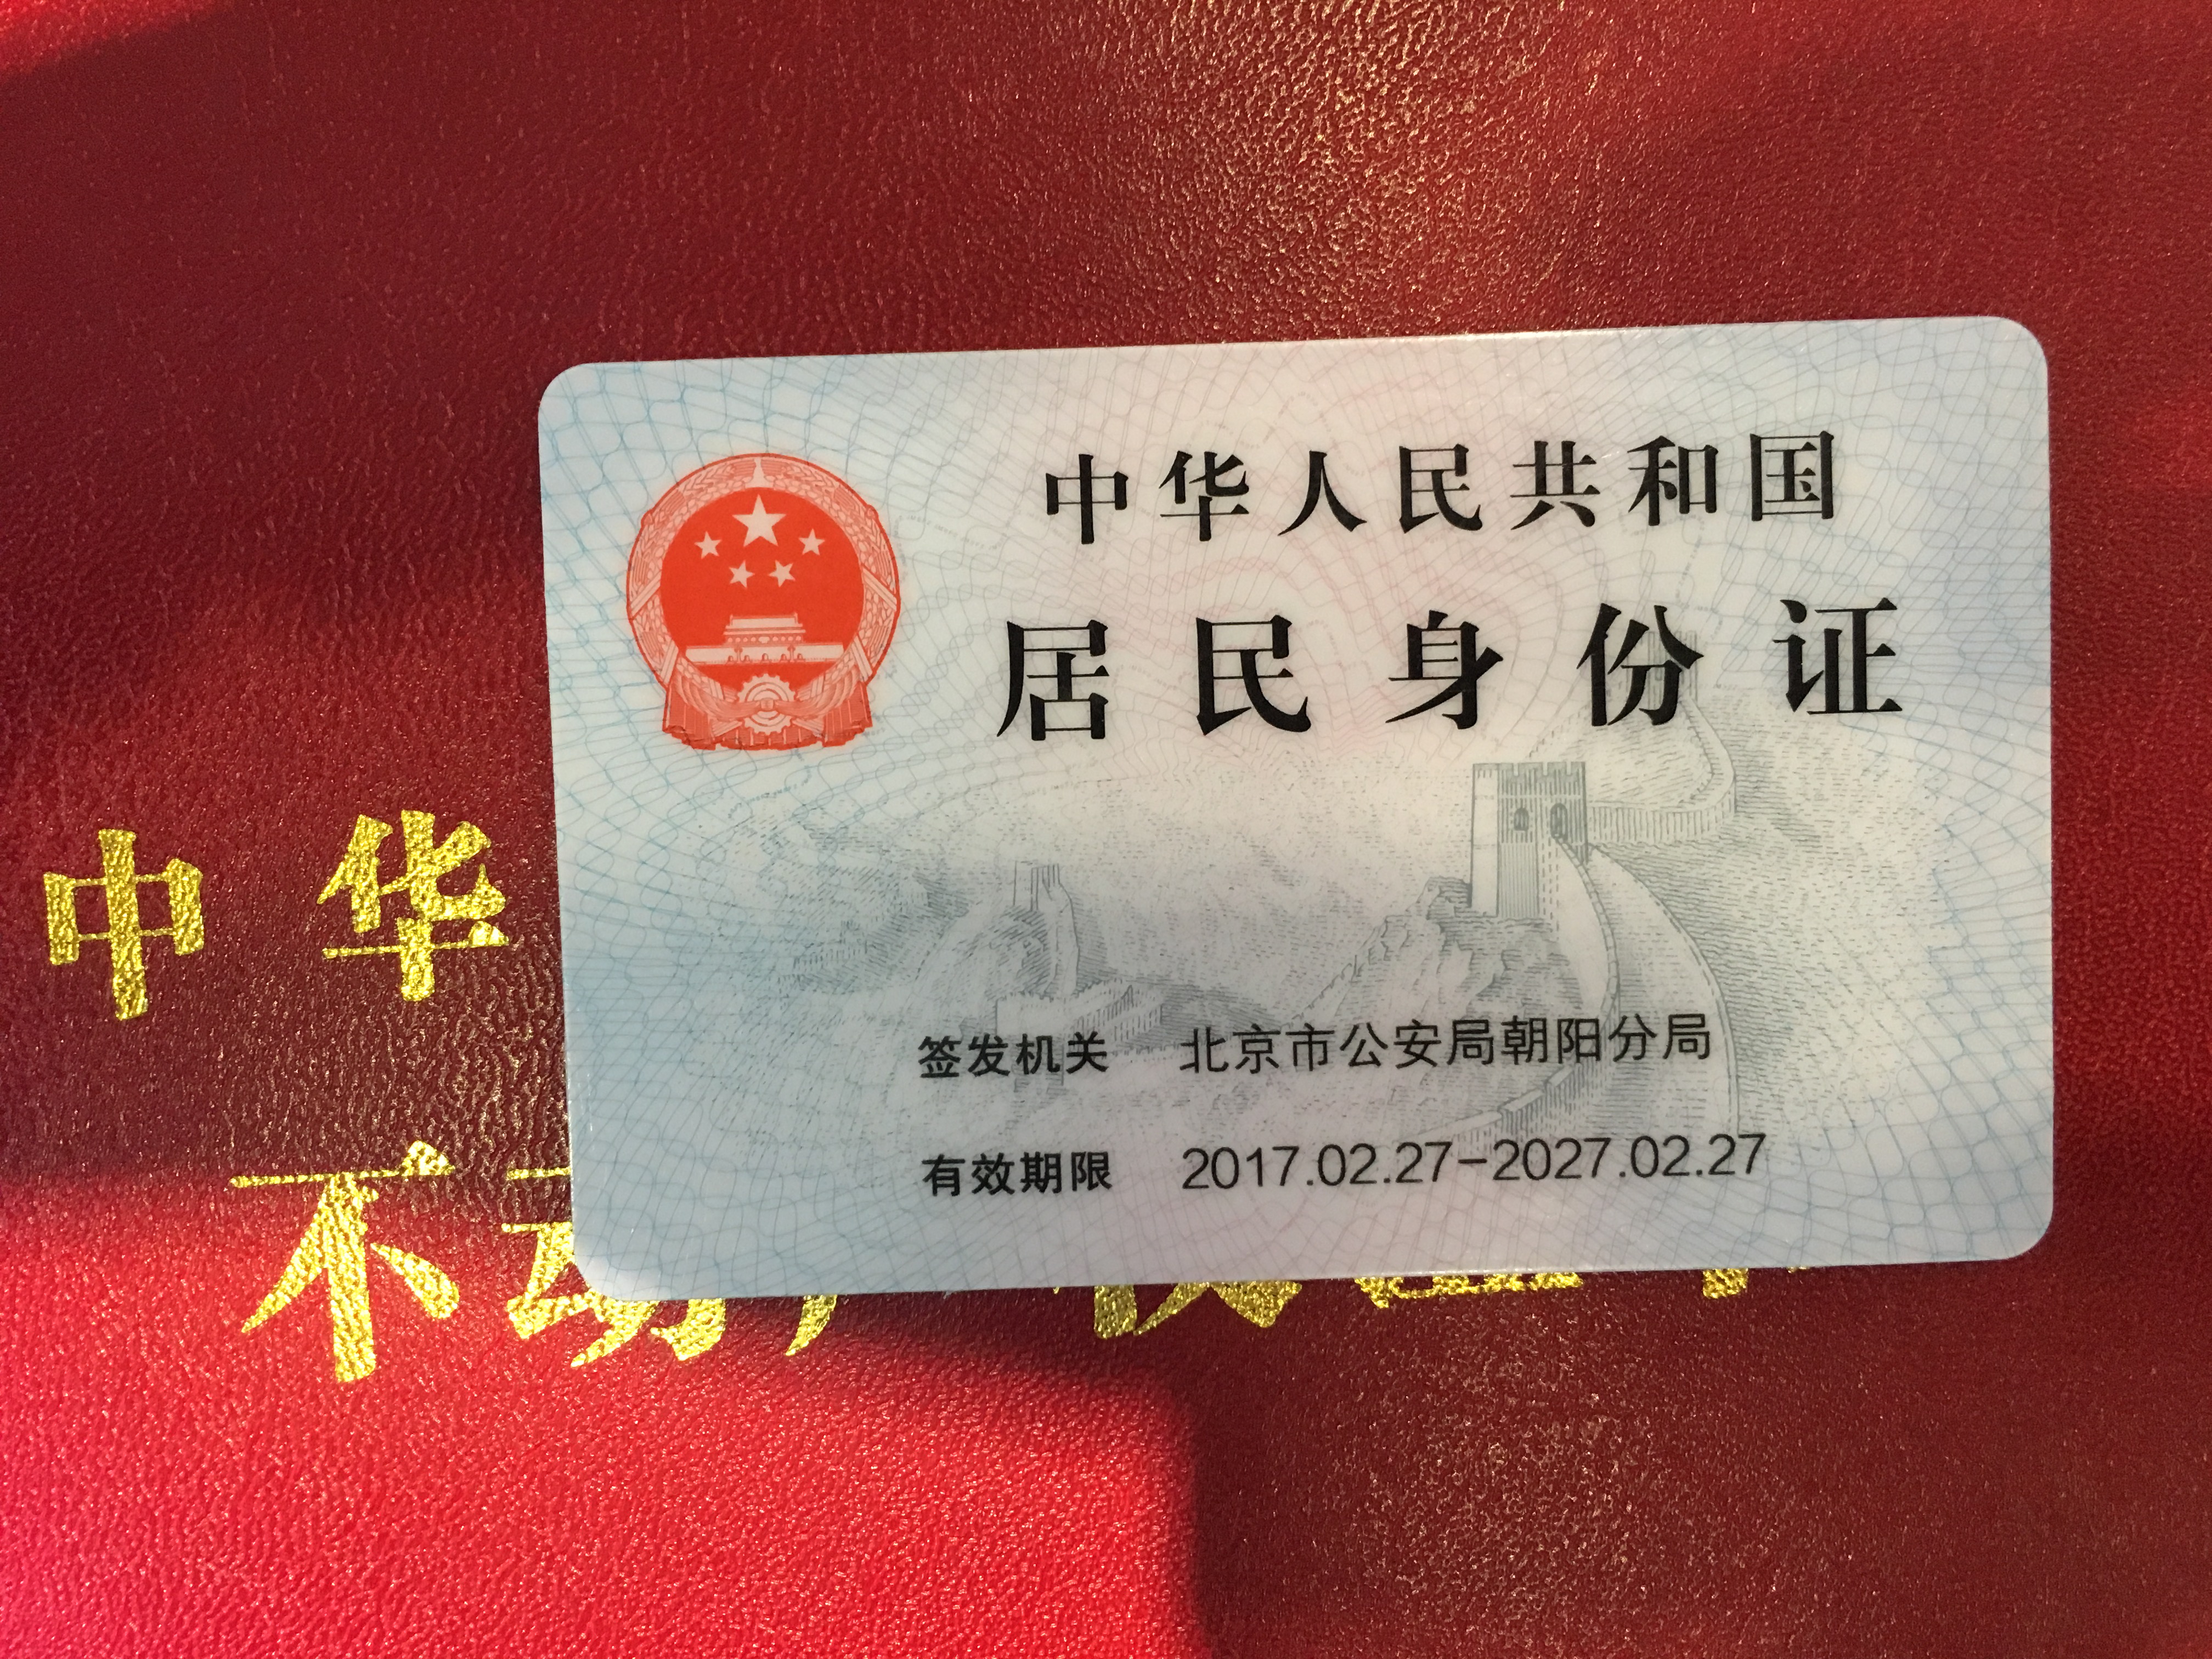 中华人民共和国
居民身份证
中华
签发机关 北京市公安局朝阳分局
有效期限 2017.02.27-2027.02.27
不动